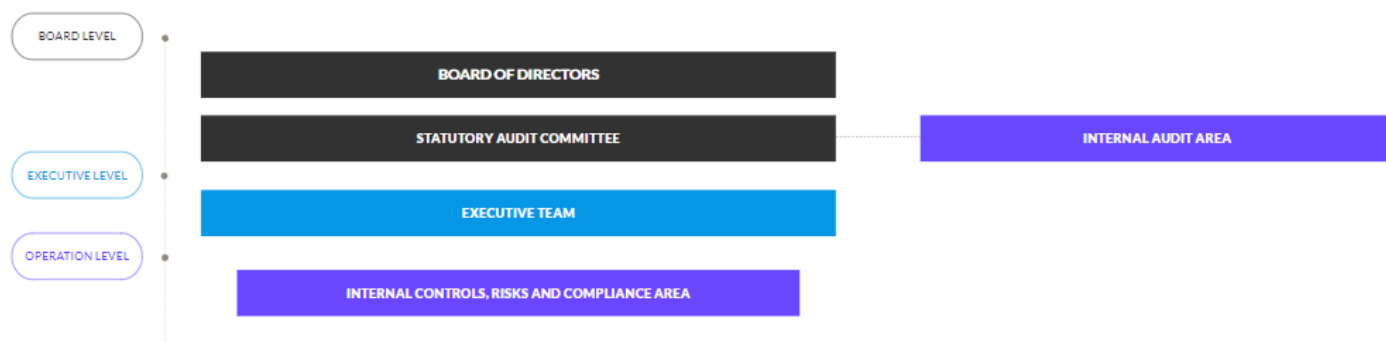 BOARD LEVEL
BOARD OF DIRECTORS
STATUTORY AUDIT COMMITTEE
INTERNAL AUDIT AREA
EXECUTIVE LEVEL
EXECUTIVE TEAM
OPERATION LEVEL
INTERNAL CONTROLS, RISKS AND COMPLIANCE AREA